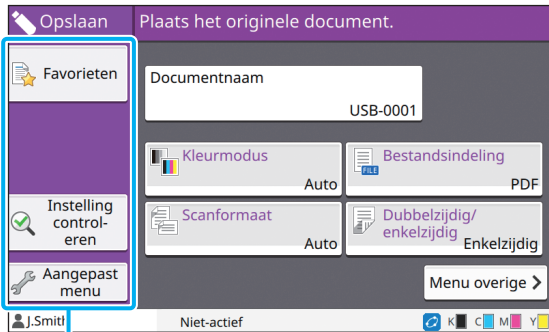 Opslaan
Plaats het originele document.
Favorieten
Documentnaam
USB-0001
Kleurmodus
Auto
Bestandsindeling
FILE
PDF
Instelling
control-
eren
Scanformaat
Auto
Dubbelzijdig/
enkelzijdig
Enkelzijdig
Aangepast
menu
Menu overige
J.Smith
Niet-actief
K C M Y